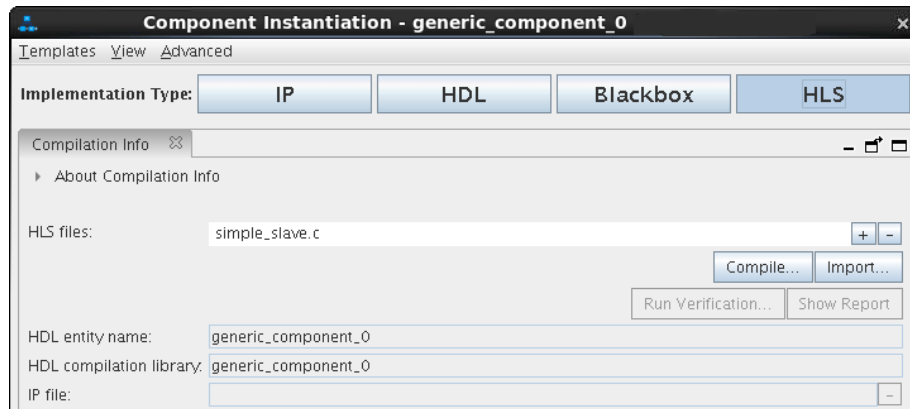 Component Instantiation - generic_component_0
Templates View Advanced
Implementation Type: IP HDL Blackbox HLS
Compilation Info
About Compilation Info
HLS files: simple_slave.c + -
Compile... Import...
Run Verification... Show Report
HDL entity name: generic_component_0
HDL compilation library: generic_component_0
IP file: -